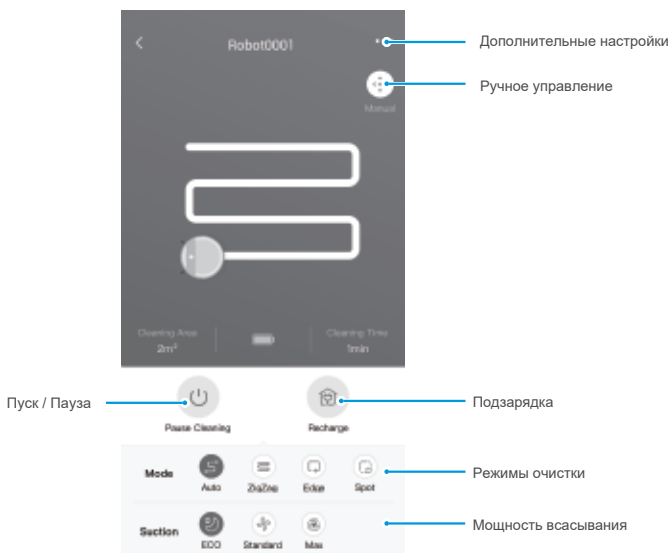 Robot0001
Дополнительные настройки
Ручное управление
Manual
Cleaning Area
Cleaning Time
2m²
1min
Пуск / Пауза
Подзарядка
Pause Cleaning
Recharge
Режимы очистки
Mode
Auto
ZigZag
Edge
Spot
Мощность всасывания
Suction
ECO
Standard
Max